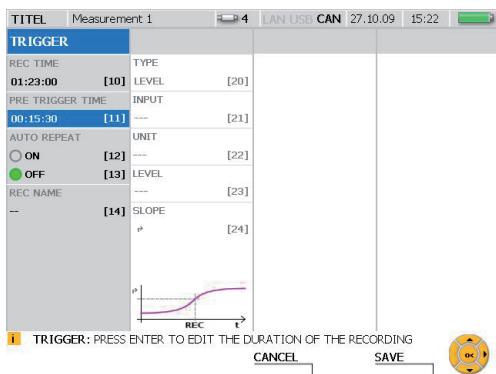 TITEL Measurement 1 4 LAN USB CAN 27.10.09 15:22
TRIGGER
REC TIME
01:23:00 [10]
PRE TRIGGER TIME
00:15:30 [11]
AUTO REPEAT
ON [12]
OFF [13]
REC NAME
-- [14]
TYPE
LEVEL [20]
INPUT
--- [21]
UNIT
--- [22]
LEVEL
--- [23]
SLOPE
[24]
REC t
i TRIGGER: PRESS ENTER TO EDIT THE DURATION OF THE RECORDING
CANCEL SAVE
OK